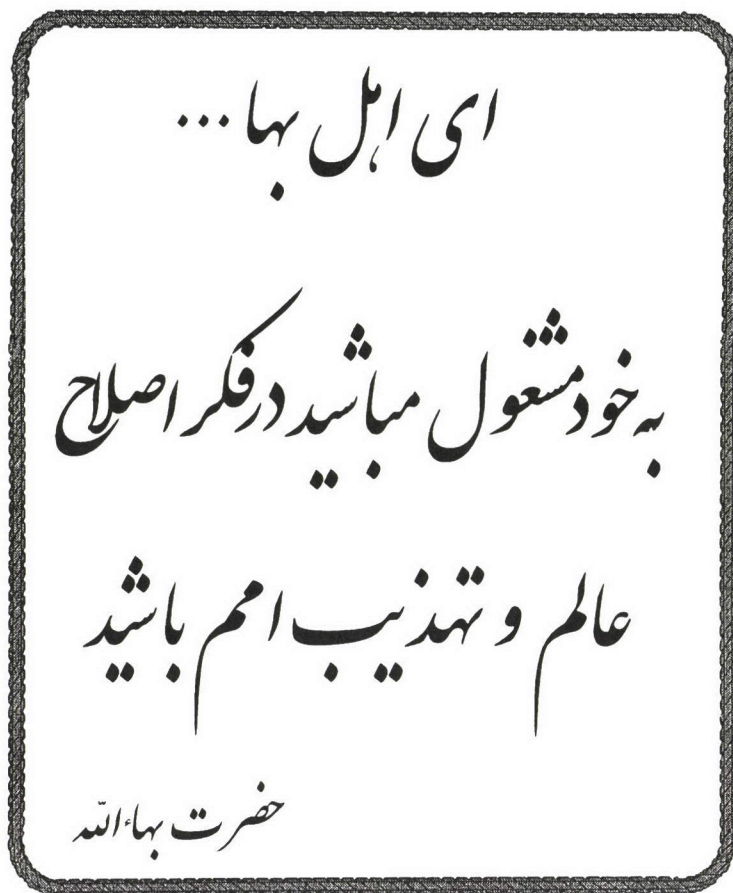 ای اهل بها ...
به خود مشغول مباشید در فکر اصلاح
عالم و تهذیب امم باشید
حضرت بهاءالله